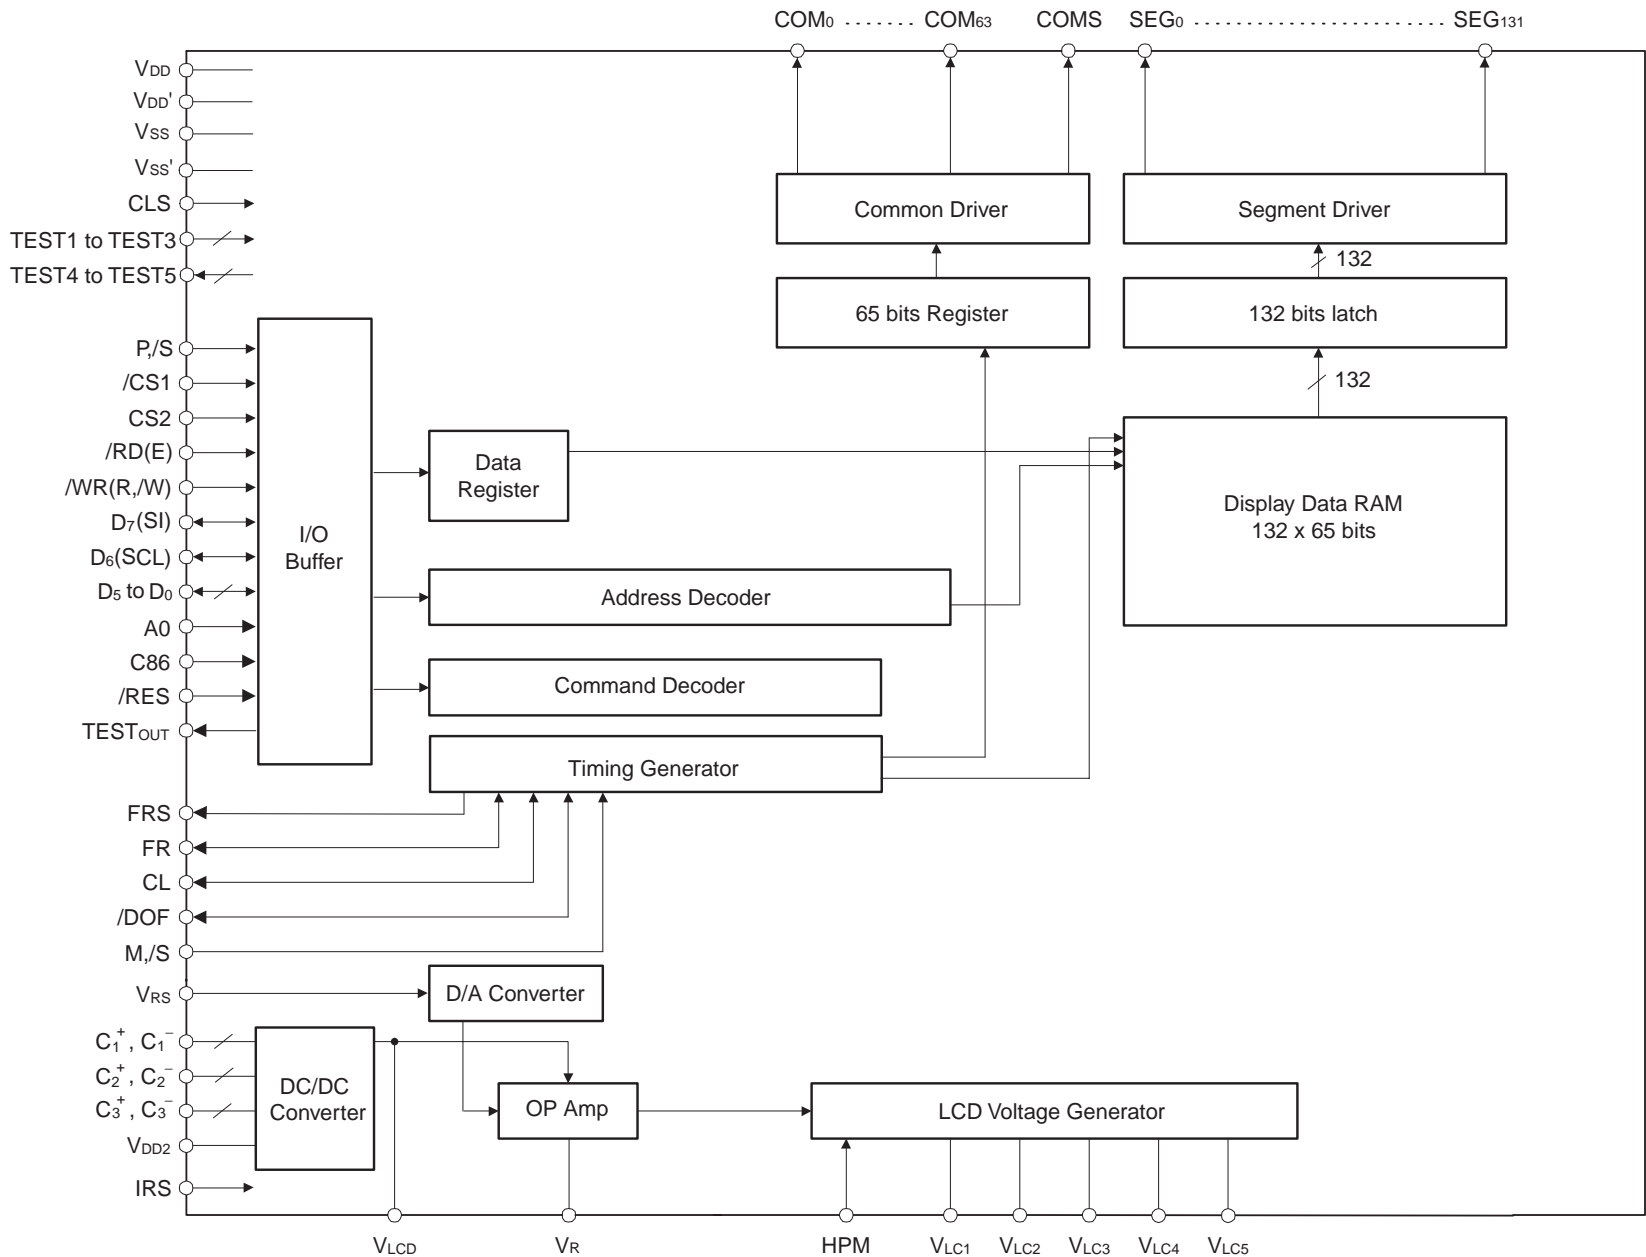 COM₀ ........ COM₆₃ COMS SEG₀ ........................ SEG₁₃₁
VDD
VDD'
VSS
VSS'
CLS
TEST1 to TEST3
TEST4 to TEST5
Common Driver
Segment Driver
132
65 bits Register
132 bits latch
132
P,/S
/CS1
CS2
/RD(E)
/WR(R,/W)
D₇(SI)
D₆(SCL)
D₅ to D₀
A0
C86
/RES
TESTOUT
I/O
Buffer
Data
Register
Display Data RAM
132 x 65 bits
Address Decoder
Command Decoder
Timing Generator
FRS
FR
CL
/DOF
M,/S
VRS
D/A Converter
C₁⁺, C₁⁻
C₂⁺, C₂⁻
C₃⁺, C₃⁻
VDD2
IRS
DC/DC
Converter
OP Amp
LCD Voltage Generator
VLCD VR HPM VLC1 VLC2 VLC3 VLC4 VLC5